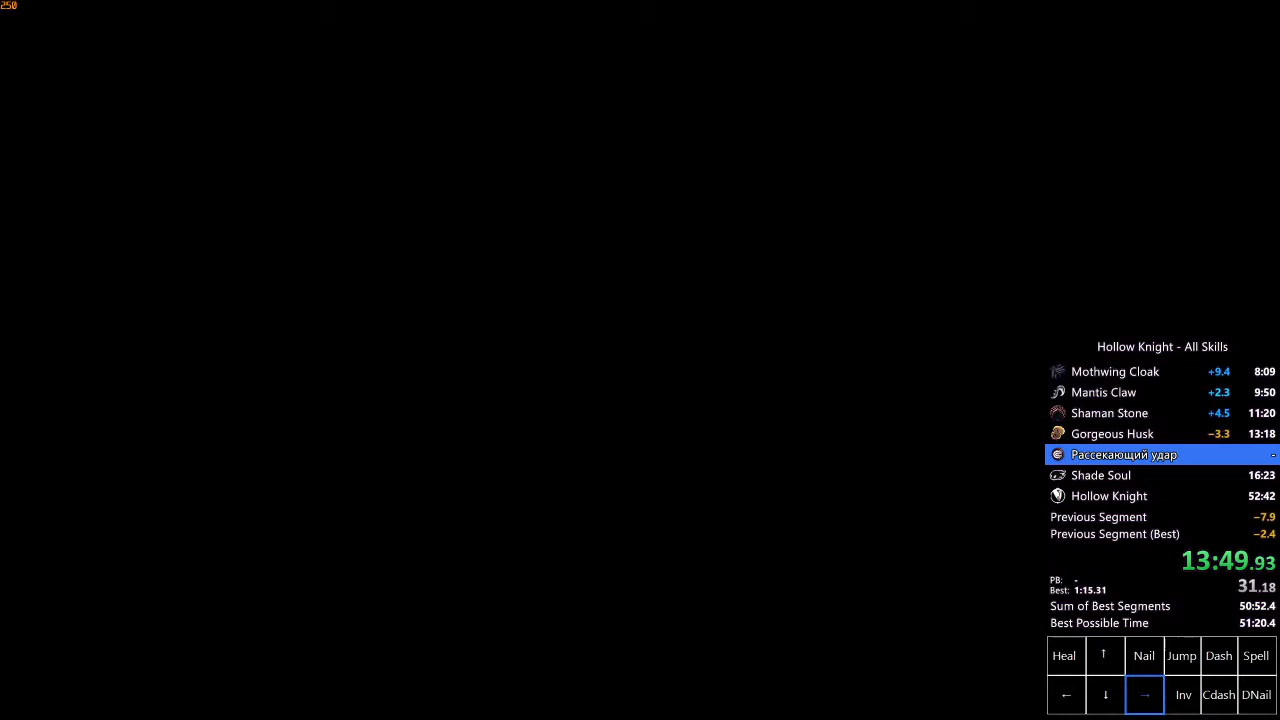 250
Hollow Knight - All Skills
Mothwing Cloak +9.4 8:09
Mantis Claw +2.3 9:50
Shaman Stone +4.5 11:20
Gorgeous Husk −3.3 13:18
Рассекающий удар -
Shade Soul 16:23
Hollow Knight 52:42
Previous Segment −7.9
Previous Segment (Best) −2.4
13:49.93
PB: -
Best: 1:15.31 31.18
Sum of Best Segments 50:52.4
Best Possible Time 51:20.4
Heal ↑ Nail Jump Dash Spell
← ↓ → Inv Cdash DNail